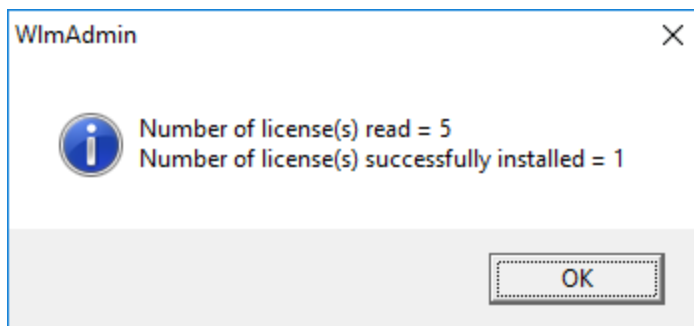 WlmAdmin
Number of license(s) read = 5
Number of license(s) successfully installed = 1
OK